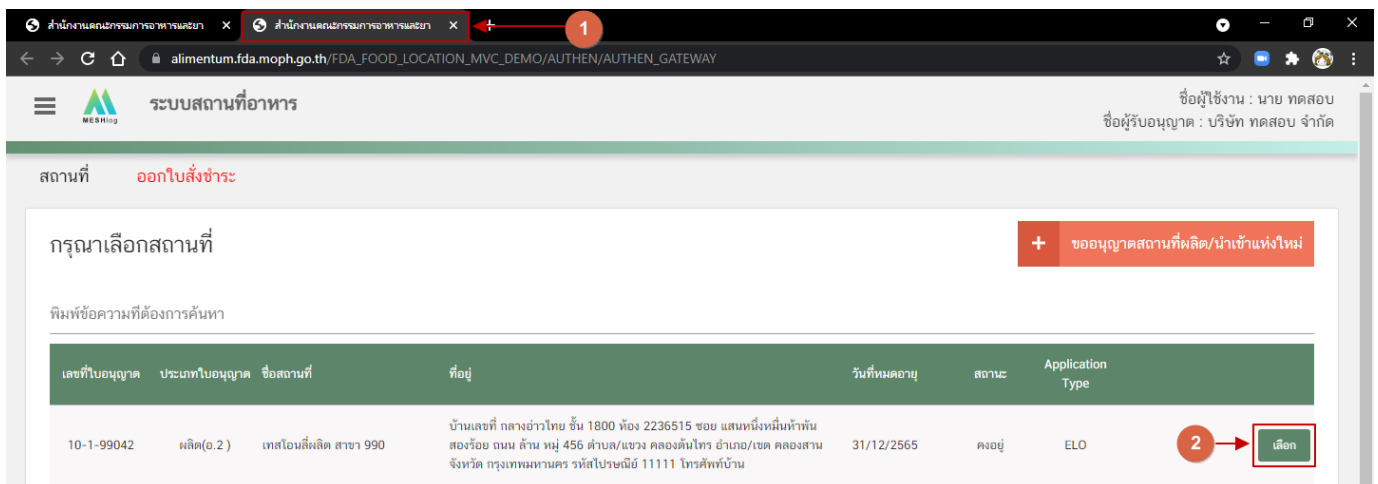 สำนักงานคณะกรรมการอาหารและยา
สำนักงานคณะกรรมการอาหารและยา
1
alimentum.fda.moph.go.th/FDA_FOOD_LOCATION_MVC_DEMO/AUTHEN/AUTHEN_GATEWAY
MESHlog
ระบบสถานที่อาหาร
ชื่อผู้ใช้งาน : นาย ทดสอบ
ชื่อผู้รับอนุญาต : บริษัท ทดสอบ จำกัด
สถานที่ ออกใบสั่งชำระ
กรุณาเลือกสถานที่
+ ขออนุญาตสถานที่ผลิต/นำเข้าแห่งใหม่
พิมพ์ข้อความที่ต้องการค้นหา
เลขที่ใบอนุญาต ประเภทใบอนุญาต ชื่อสถานที่ ที่อยู่ วันที่หมดอายุ สถานะ Application
Type
บ้านเลขที่ กลางอ่าวไทย ชั้น 1800 ห้อง 2236515 ซอย แสนหนึ่งหมื่นห้าพัน
10-1-99042 ผลิต(อ.2 ) เทสโอนสี่ผลิต สาขา 990 สองร้อย ถนน ล้าน หมู่ 456 ตำบล/แขวง คลองต้นไทร อำเภอ/เขต คลองสาน 31/12/2565 คงอยู่ ELO 2 เลือก
จังหวัด กรุงเทพมหานคร รหัสไปรษณีย์ 11111 โทรศัพท์บ้าน